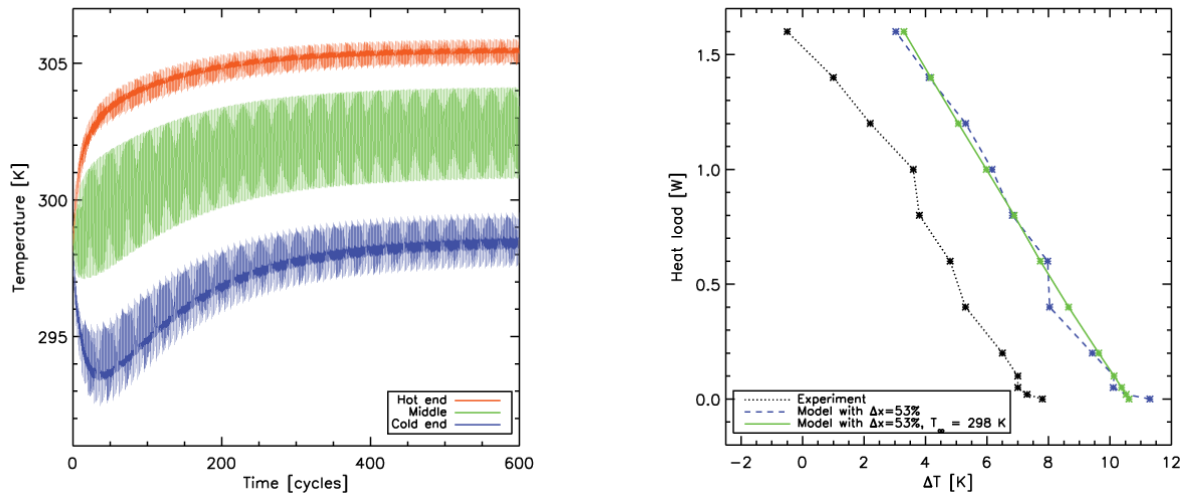 Temperature [K]
305
300
295
Hot end
Middle
Cold end
0
200
400
600
Time [cycles]
Heat load [W]
1.5
1.0
0.5
0.0
Experiment
Model with Δx=53%
Model with Δx=53%, T∞ = 298 K
−2
0
2
4
6
8
10
12
ΔT [K]